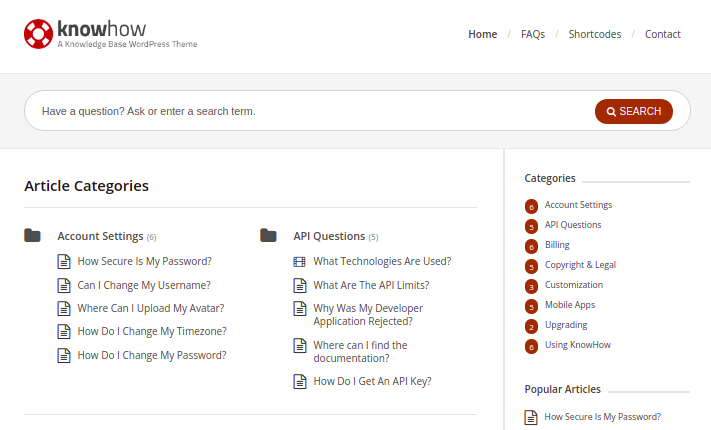 knowhow
A Knowledge Base WordPress Theme
Home / FAQs / Shortcodes / Contact
Have a question? Ask or enter a search term.
SEARCH
Article Categories
Account Settings (6)
How Secure Is My Password?
Can I Change My Username?
Where Can I Upload My Avatar?
How Do I Change My Timezone?
How Do I Change My Password?
API Questions (5)
What Technologies Are Used?
What Are The API Limits?
Why Was My Developer
Application Rejected?
Where can I find the
documentation?
How Do I Get An API Key?
Categories
6 Account Settings
5 API Questions
6 Billing
5 Copyright & Legal
3 Customization
5 Mobile Apps
2 Upgrading
6 Using KnowHow
Popular Articles
How Secure Is My Password?